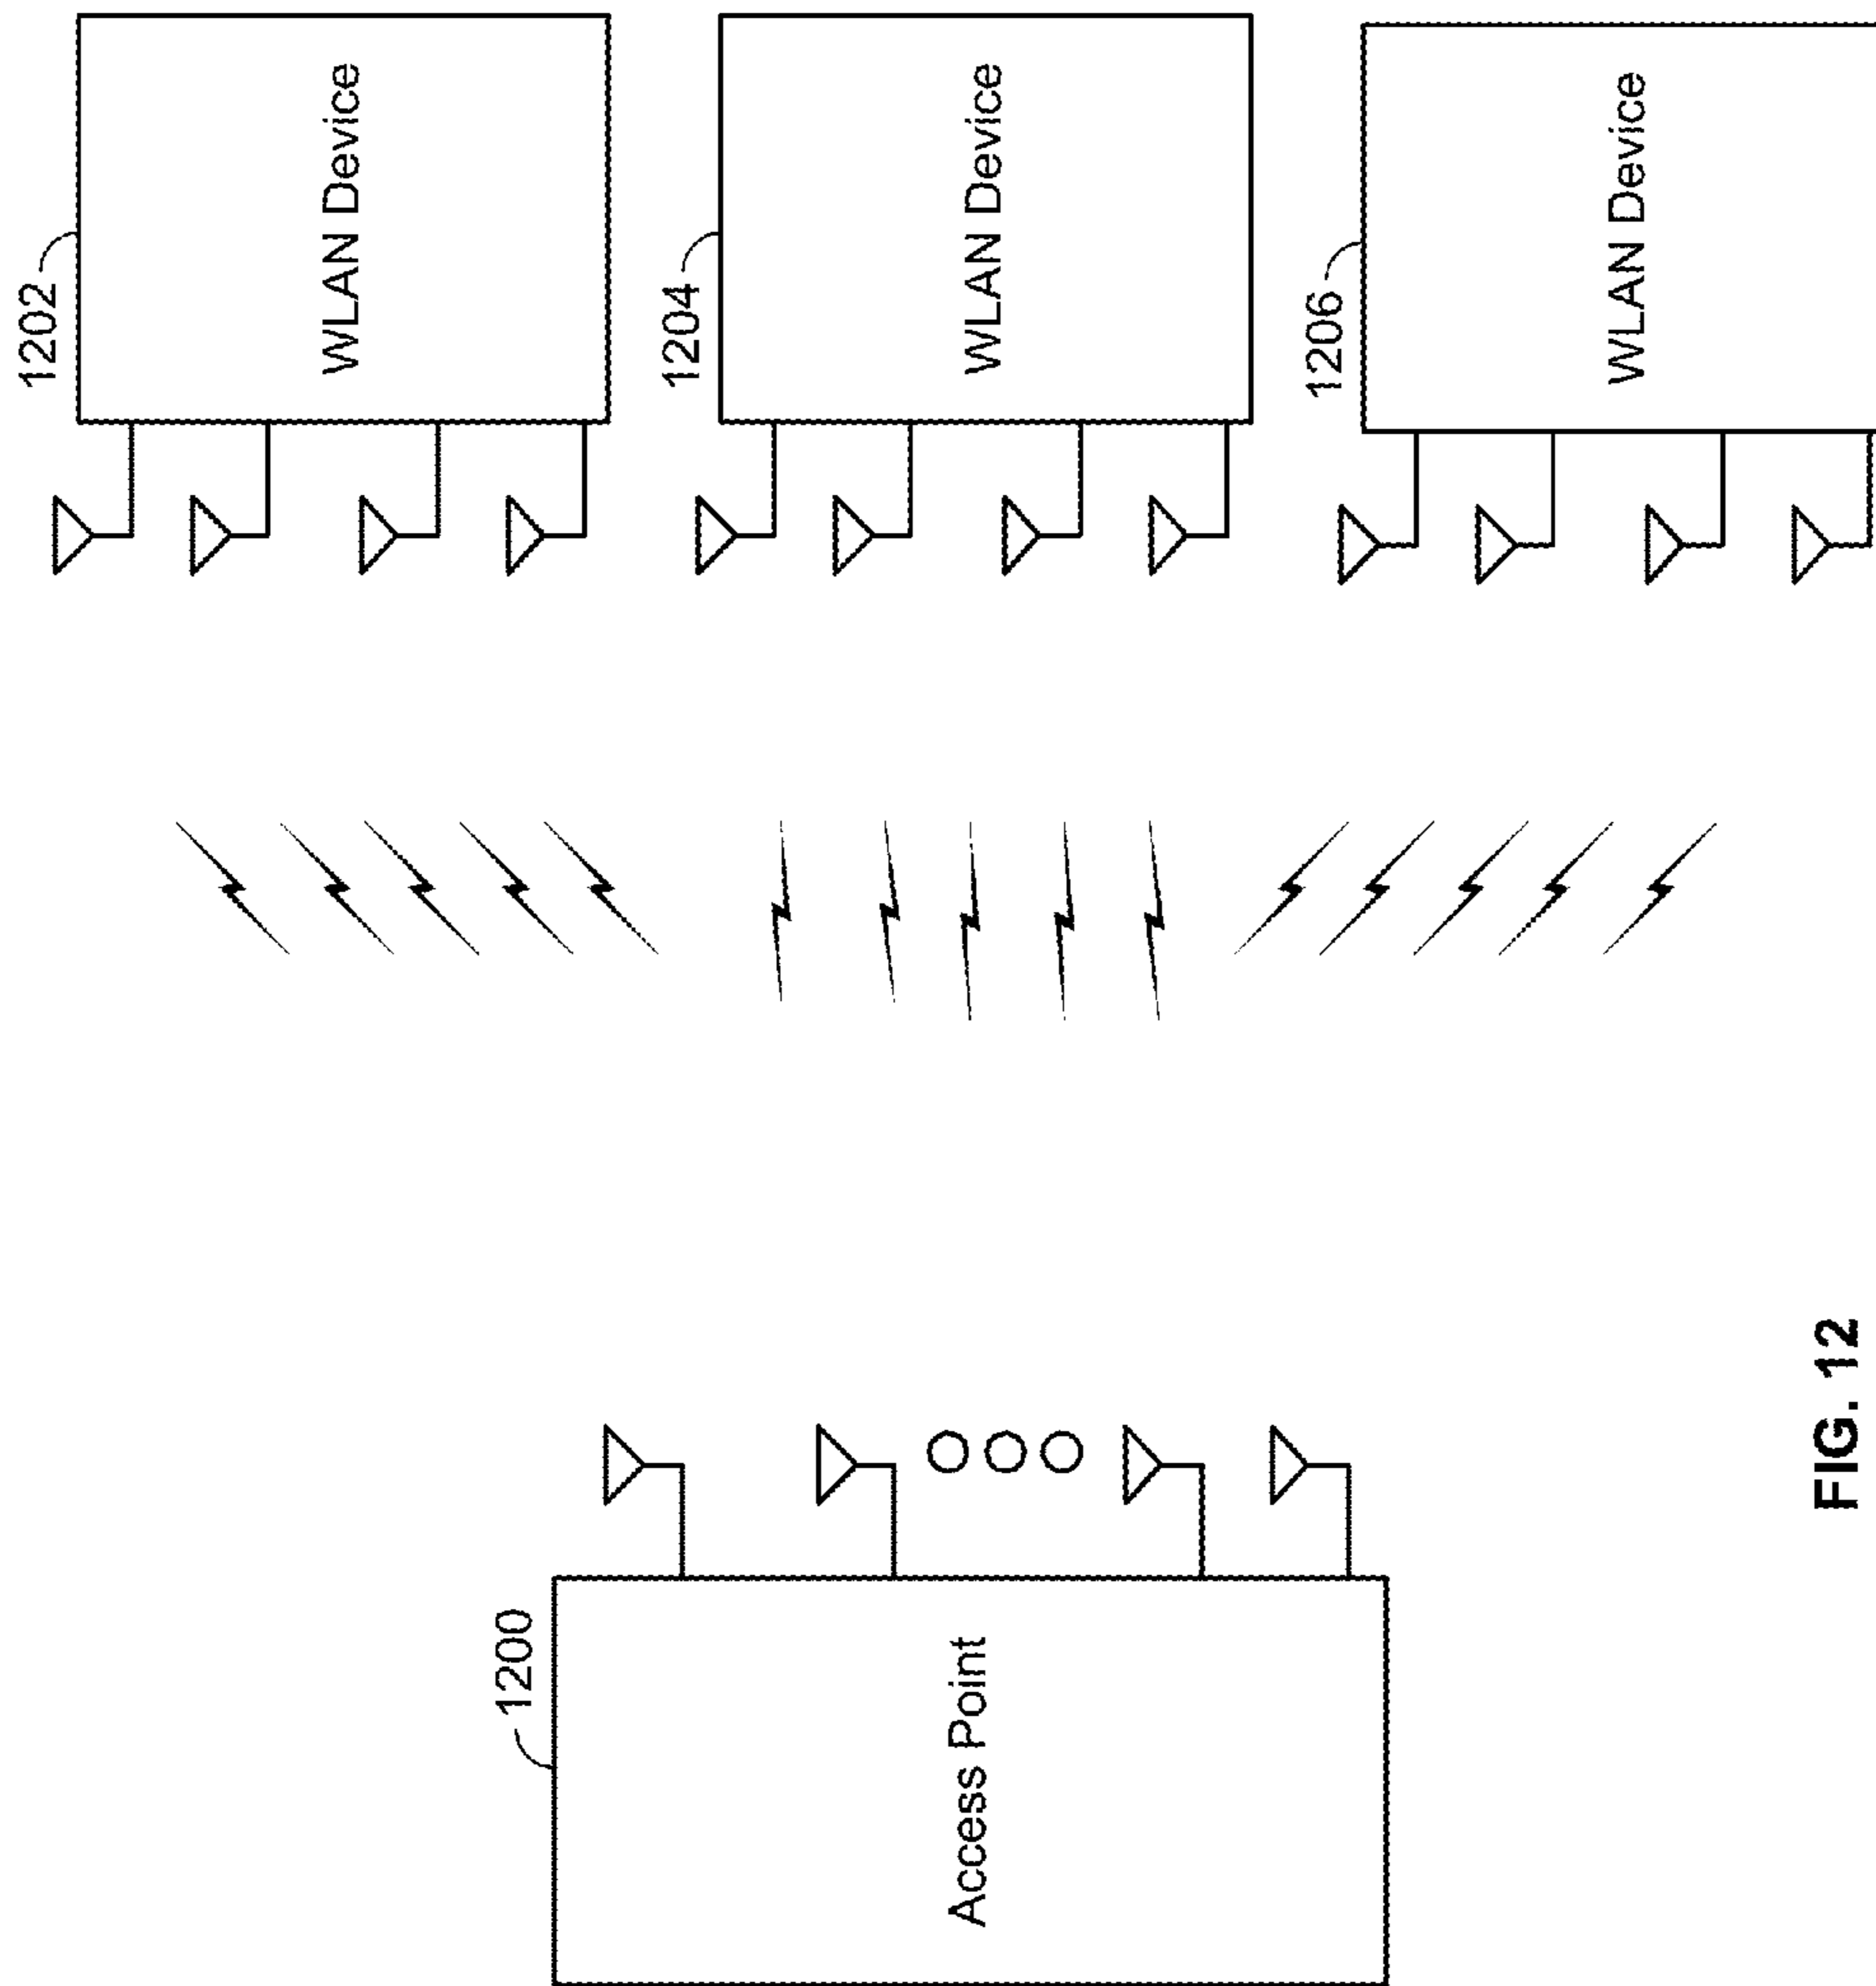 1202
WLAN Device
1204
WLAN Device
1206
WLAN Device
1200
Access Point
FIG. 12